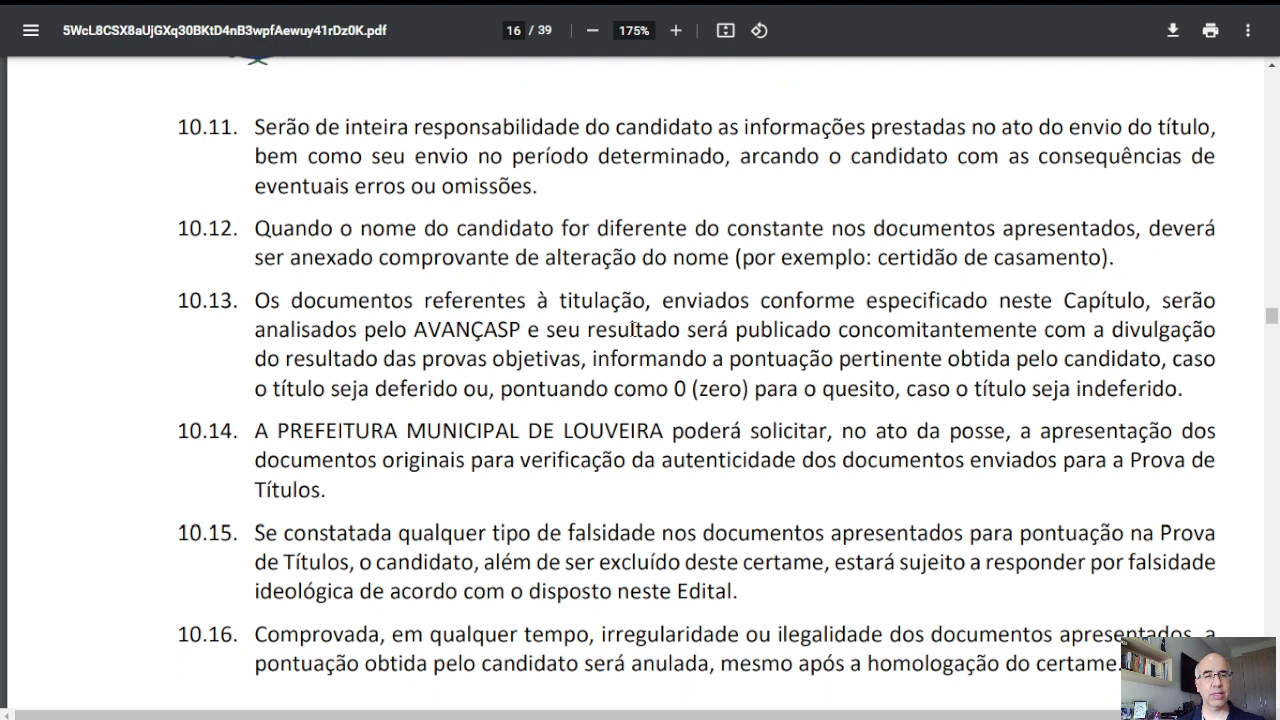 5WcL8CSX8aUjGXq30BKtD4nB3wpfAewuy41rDz0K.pdf
16 / 39
175%
10.11. Serão de inteira responsabilidade do candidato as informações prestadas no ato do envio do título,
bem como seu envio no período determinado, arcando o candidato com as consequências de
eventuais erros ou omissões.
10.12. Quando o nome do candidato for diferente do constante nos documentos apresentados, deverá
ser anexado comprovante de alteração do nome (por exemplo: certidão de casamento).
10.13. Os documentos referentes à titulação, enviados conforme especificado neste Capítulo, serão
analisados pelo AVANÇASP e seu resultado será publicado concomitantemente com a divulgação
do resultado das provas objetivas, informando a pontuação pertinente obtida pelo candidato, caso
o título seja deferido ou, pontuando como 0 (zero) para o quesito, caso o título seja indeferido.
10.14. A PREFEITURA MUNICIPAL DE LOUVEIRA poderá solicitar, no ato da posse, a apresentação dos
documentos originais para verificação da autenticidade dos documentos enviados para a Prova de
Títulos.
10.15. Se constatada qualquer tipo de falsidade nos documentos apresentados para pontuação na Prova
de Títulos, o candidato, além de ser excluído deste certame, estará sujeito a responder por falsidade
ideológica de acordo com o disposto neste Edital.
10.16. Comprovada, em qualquer tempo, irregularidade ou ilegalidade dos documentos apresentados, a
pontuação obtida pelo candidato será anulada, mesmo após a homologação do certame.